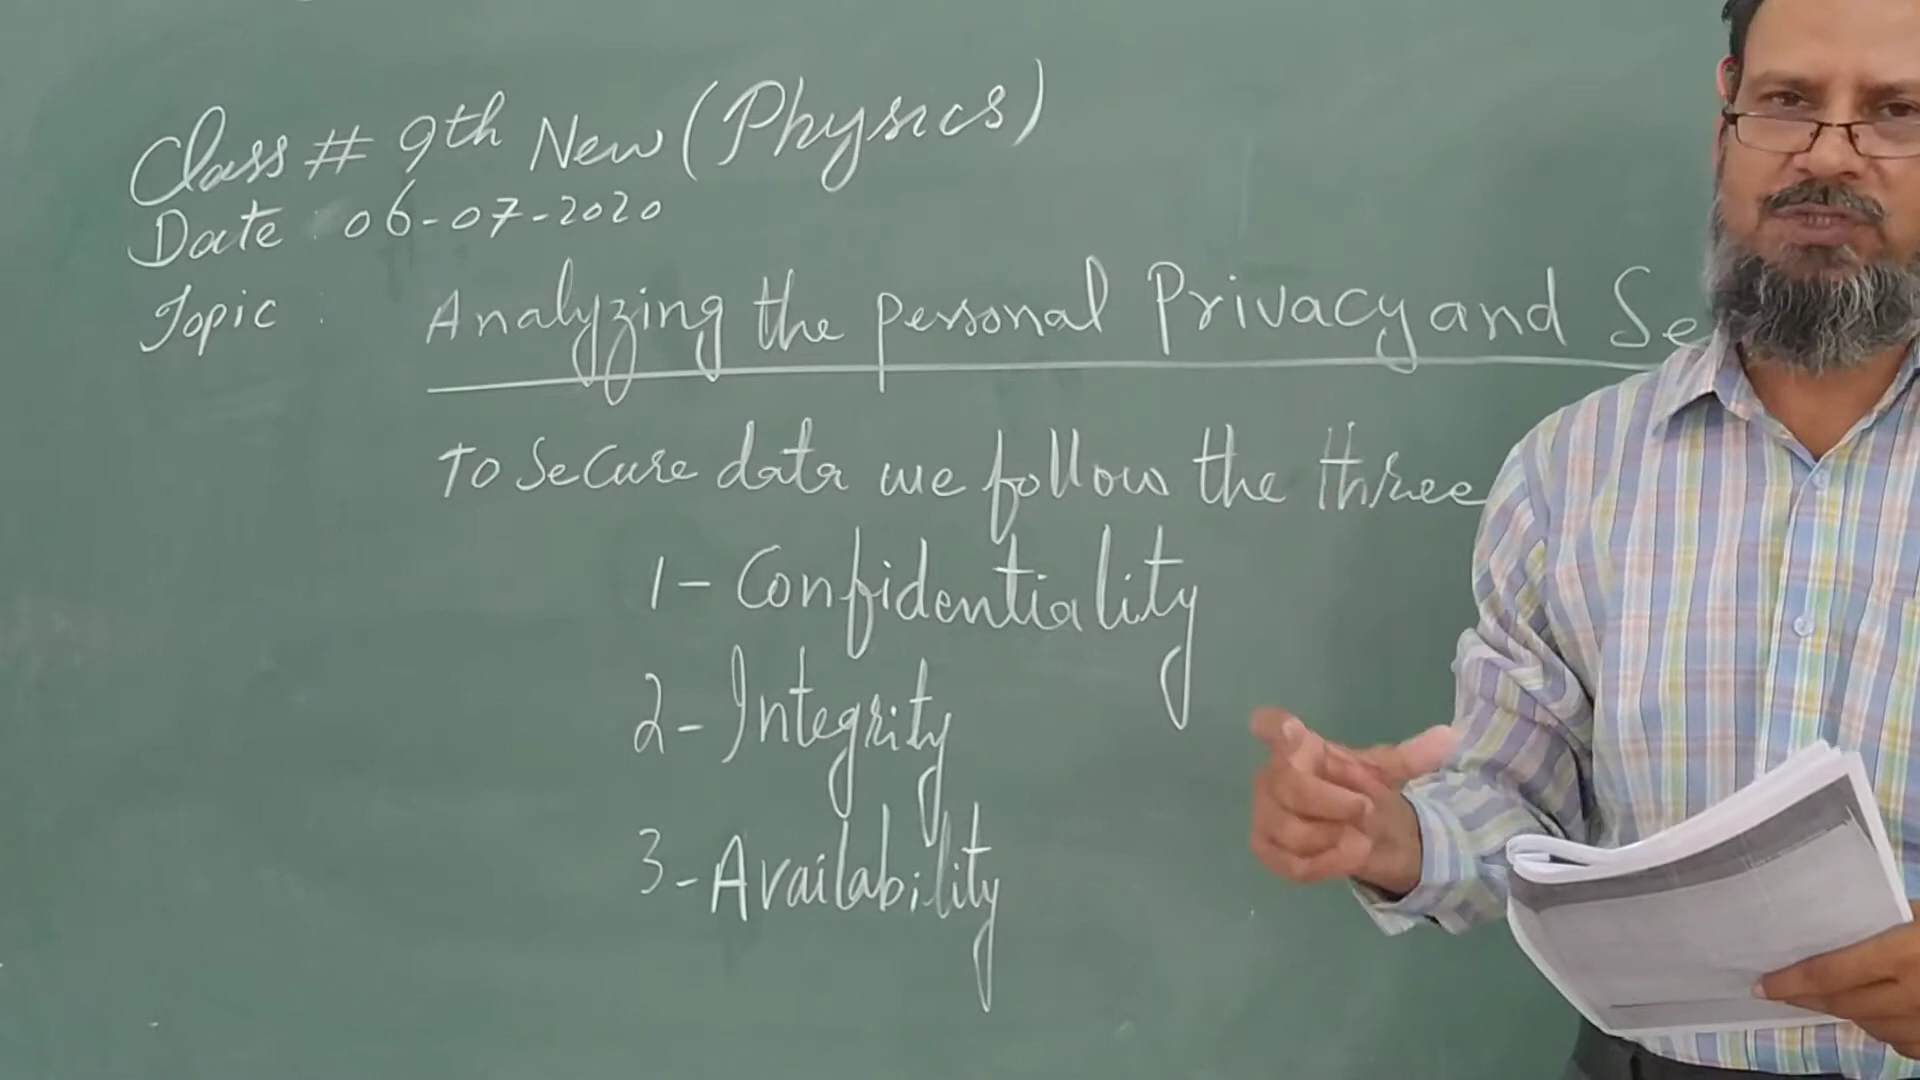 Class # 9th New (Physics)
Date : 06-07-2020
Topic : Analyzing the personal Privacy and Se
To Secure data we follow the three
1- Confidentiality
2- Integrity
3- Availability